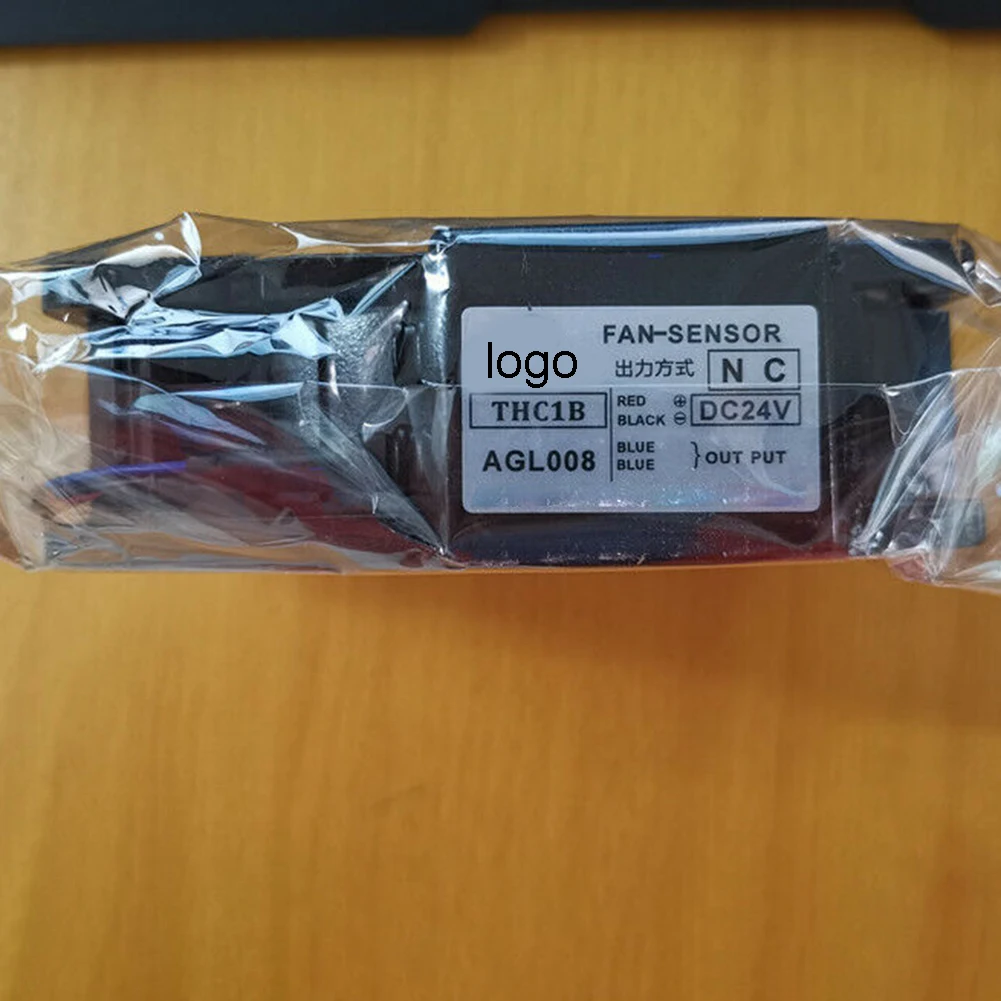 FAN-SENSOR
logo
出力方式 N C
THC1B
RED ⊕ DC24V
BLACK ⊖
AGL008
BLUE
BLUE
} OUT PUT